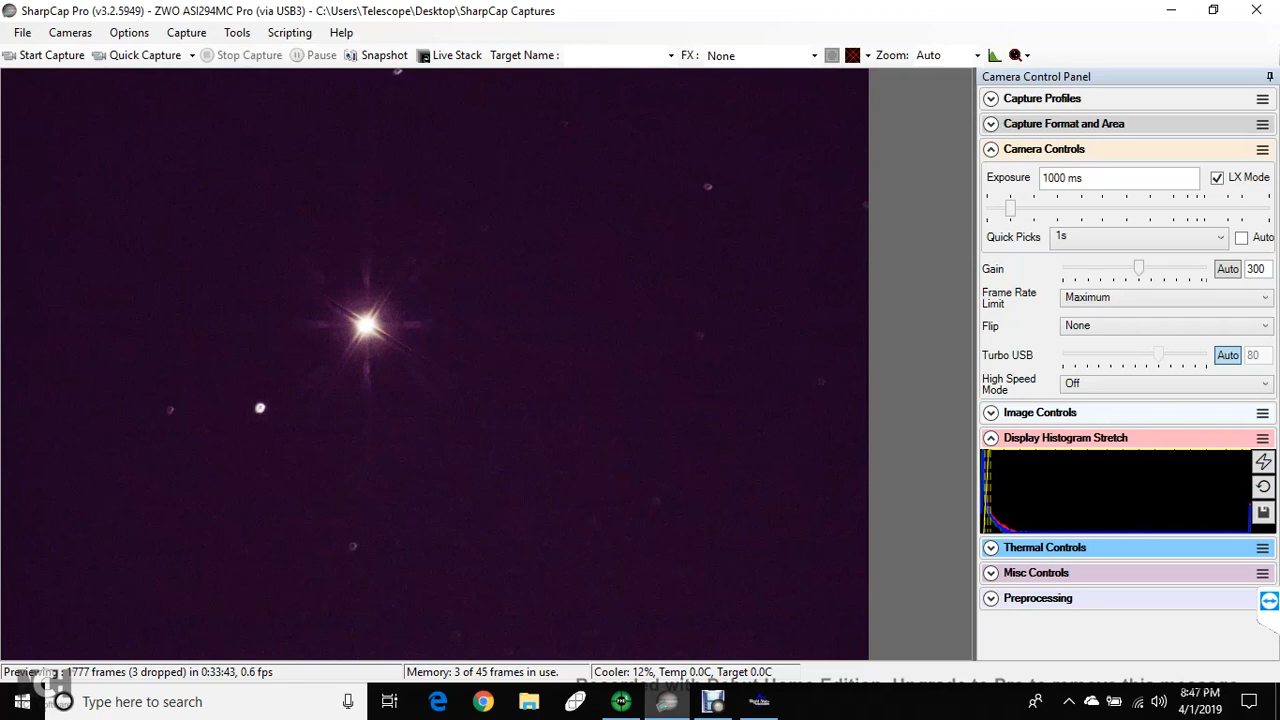 SharpCap Pro (v3.2.5949) - ZWO ASI294MC Pro (via USB3) - C:\Users\Telescope\Desktop\SharpCap Captures
File Cameras Options Capture Tools Scripting Help
Start Capture Quick Capture Stop Capture Pause Snapshot Live Stack Target Name : FX : None Zoom: Auto
Camera Control Panel
Capture Profiles
Capture Format and Area
Camera Controls
Exposure 1000 ms LX Mode
Quick Picks 1s Auto
Gain Auto 300
Frame Rate Limit Maximum
Flip None
Turbo USB Auto 80
High Speed Mode Off
Image Controls
Display Histogram Stretch
Thermal Controls
Misc Controls
Preprocessing
Previewing : 1777 frames (3 dropped) in 0:33:43, 0.6 fps Memory: 3 of 45 frames in use. Cooler: 12%, Temp 0.0C, Target 0.0C
Type here to search
8:47 PM
4/1/2019